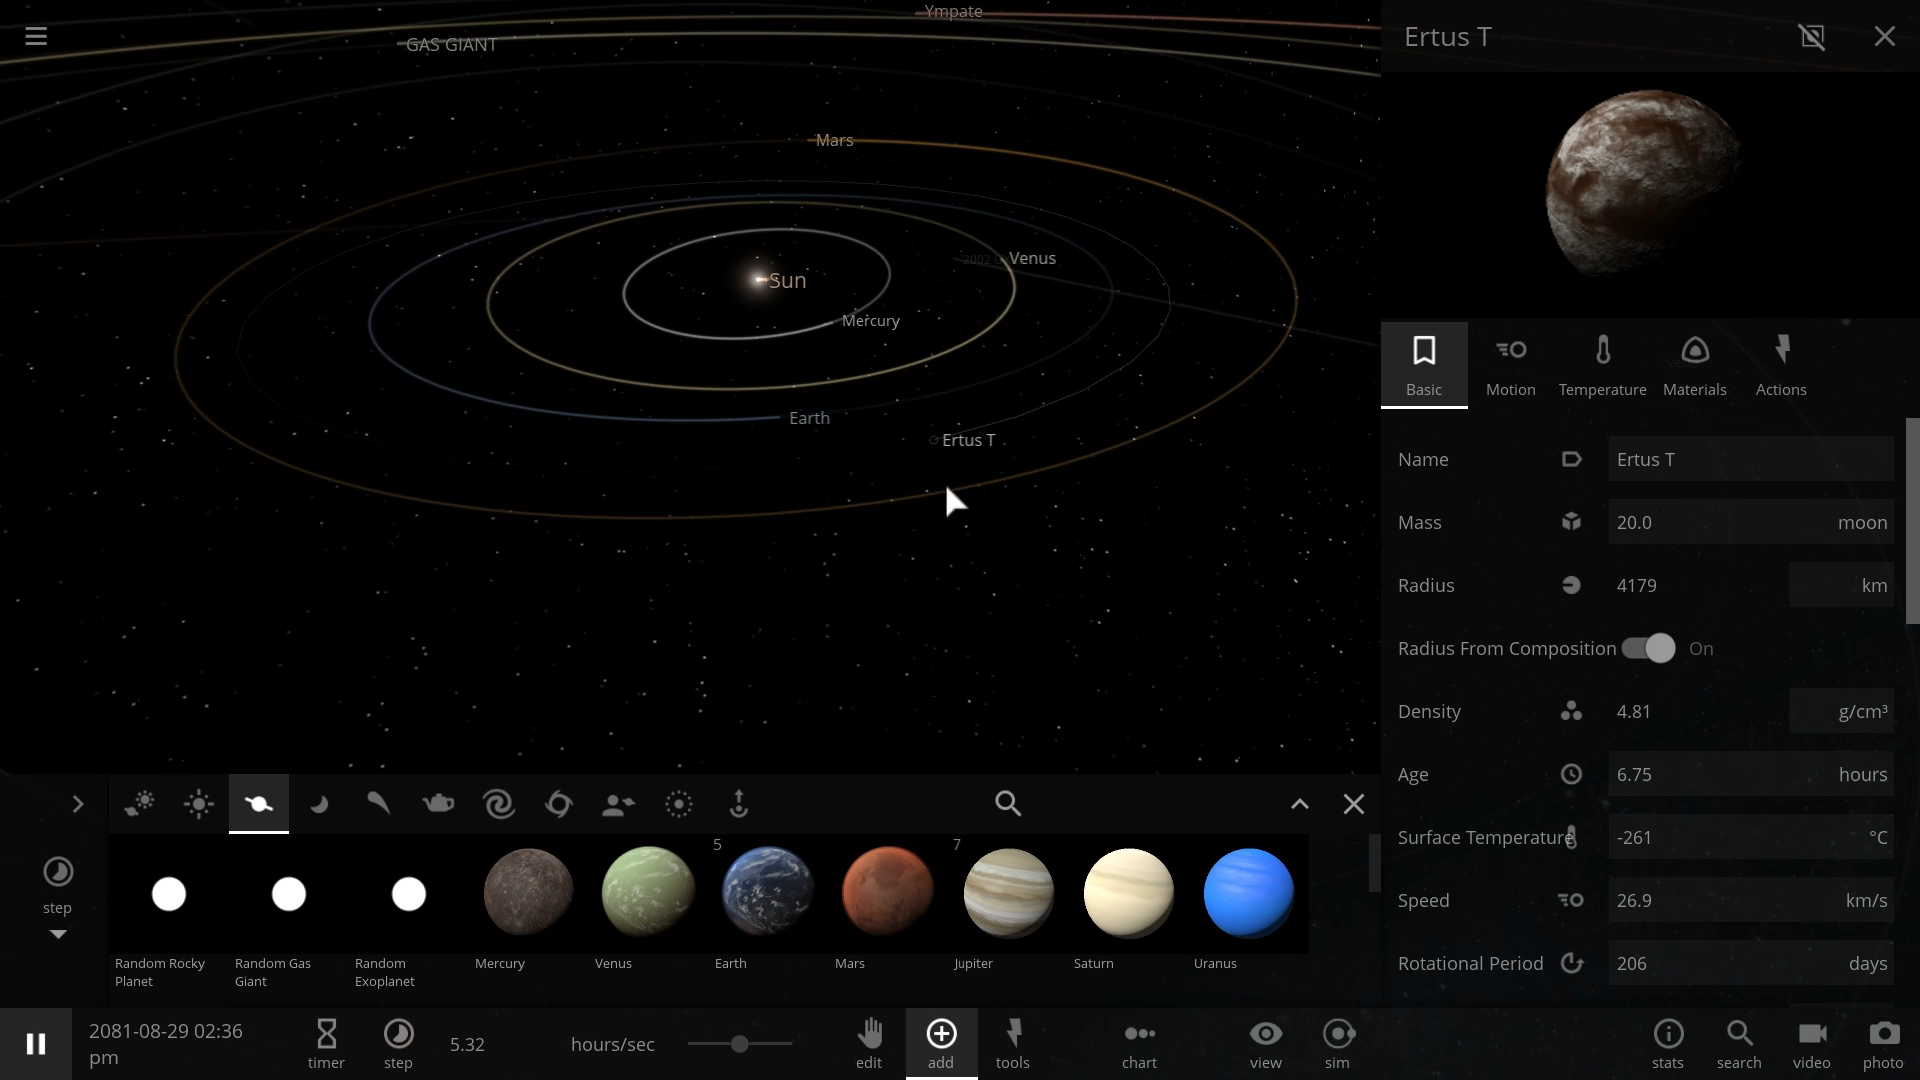 Ympate
GAS GIANT
Mars
2002
Venus
Sun
Mercury
Earth
Ertus T
Ertus T
Basic
Motion
Temperature
Materials
Actions
Name
Ertus T
Mass
20.0
moon
Radius
4179
km
Radius From Composition
On
Density
4.81
g/cm³
Age
6.75
hours
Surface Temperature
-261
°C
Speed
26.9
km/s
Rotational Period
206
days
step
5
7
Random Rocky
Planet
Random Gas
Giant
Random
Exoplanet
Mercury
Venus
Earth
Mars
Jupiter
Saturn
Uranus
2081-08-29 02:36
pm
timer
step
5.32
hours/sec
edit
add
tools
chart
view
sim
stats
search
video
photo